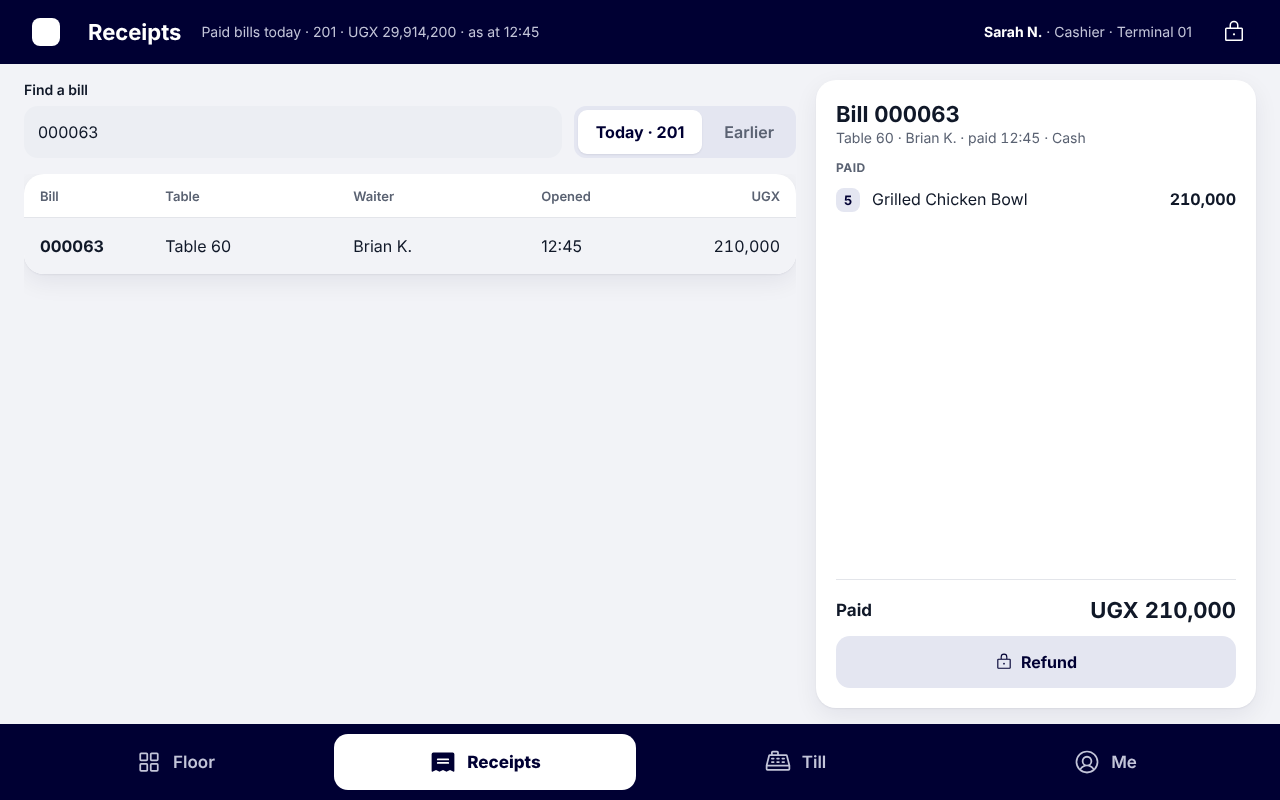 Receipts
Paid bills today · 201 · UGX 29,914,200 · as at 12:45
Sarah N. · Cashier · Terminal 01
Find a bill
000063
Today · 201
Earlier
Bill Table Waiter Opened UGX
000063 Table 60 Brian K. 12:45 210,000
Bill 000063
Table 60 · Brian K. · paid 12:45 · Cash
PAID
5 Grilled Chicken Bowl 210,000
Paid UGX 210,000
Refund
Floor
Receipts
Till
Me